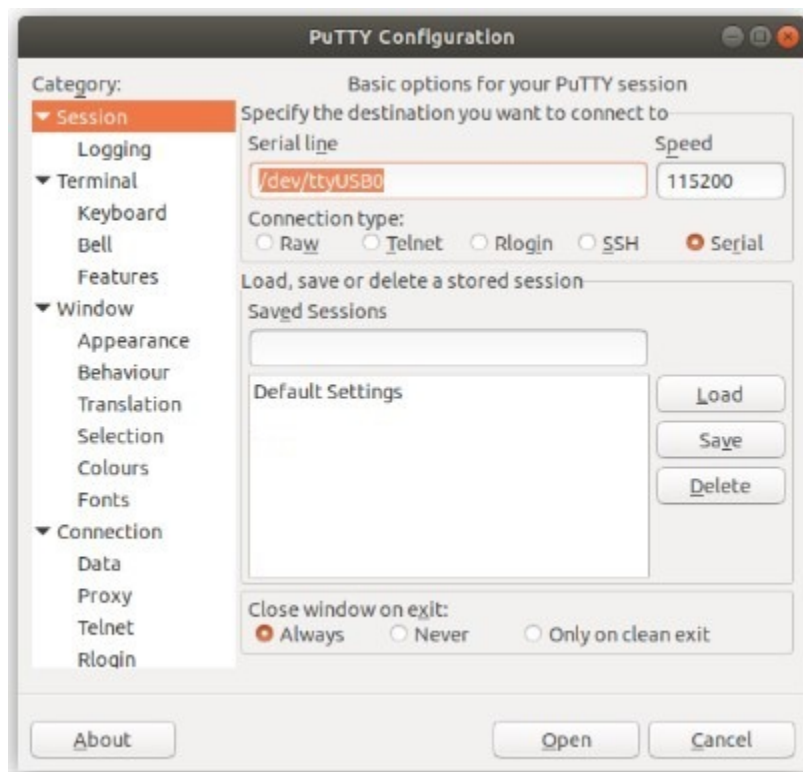 PuTTY Configuration
Category:
Session
Logging
Terminal
Keyboard
Bell
Features
Window
Appearance
Behaviour
Translation
Selection
Colours
Fonts
Connection
Data
Proxy
Telnet
Rlogin
Basic options for your PuTTY session
Specify the destination you want to connect to
Serial line Speed
/dev/ttyUSB0 115200
Connection type:
Raw Telnet Rlogin SSH Serial
Load, save or delete a stored session
Saved Sessions
Default Settings
Load
Save
Delete
Close window on exit:
Always Never Only on clean exit
About Open Cancel